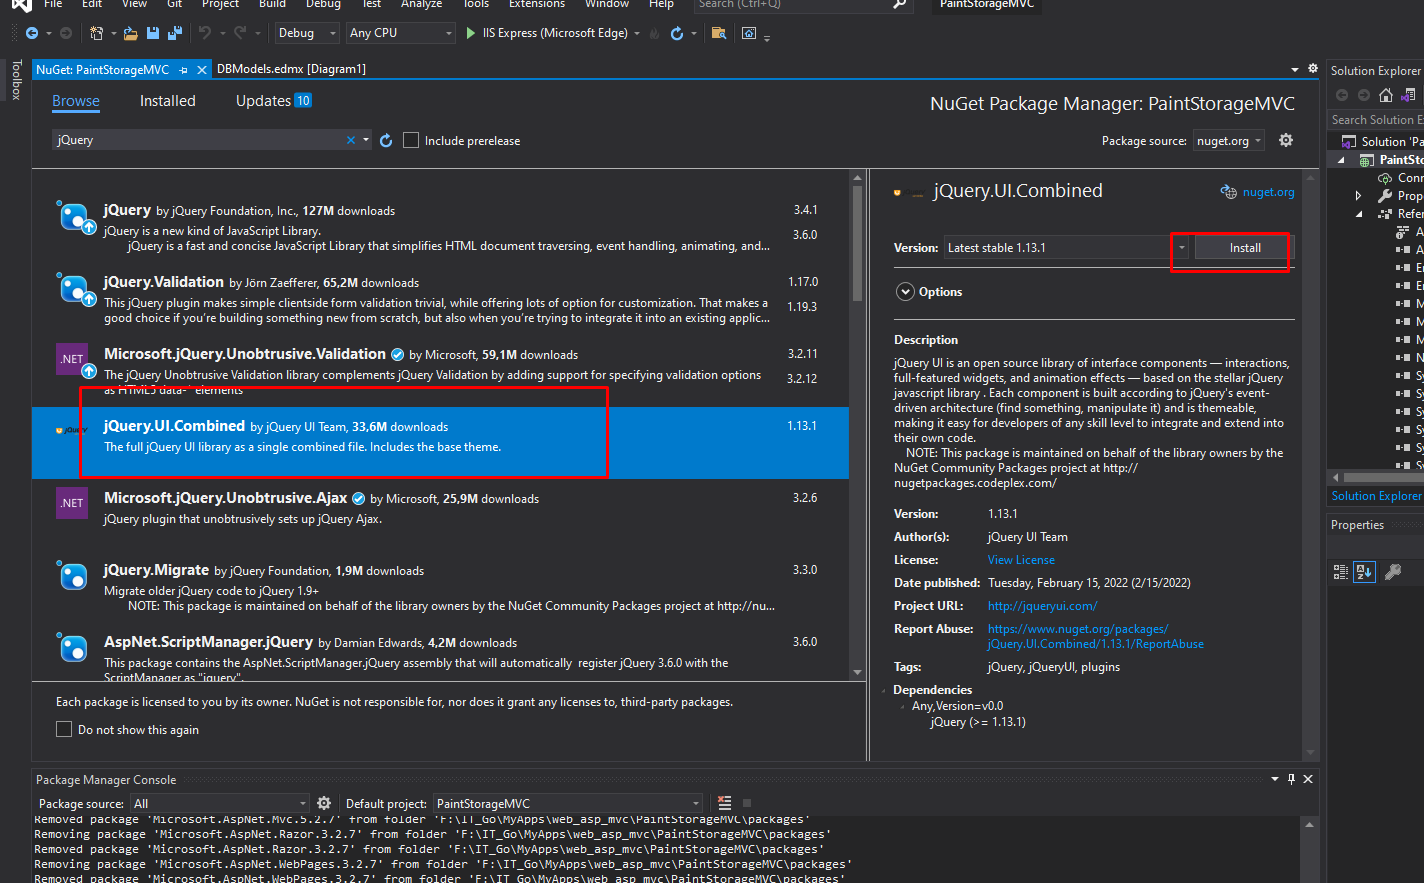 File Edit View Git Project Build Debug Test Analyze Tools Extensions Window Help Search (Ctrl+Q) PaintStorageMVC
Debug Any CPU IIS Express (Microsoft Edge)
Toolbox
NuGet: PaintStorageMVC DBModels.edmx [Diagram1]
Browse Installed Updates 10
NuGet Package Manager: PaintStorageMVC
jQuery Include prerelease
Package source: nuget.org
jQuery by jQuery Foundation, Inc., 127M downloads 3.4.1
jQuery is a new kind of JavaScript Library. 3.6.0
jQuery is a fast and concise JavaScript Library that simplifies HTML document traversing, event handling, animating, and...
jQuery.Validation by Jörn Zaefferer, 65,2M downloads 1.17.0
This jQuery plugin makes simple clientside form validation trivial, while offering lots of option for customization. That makes a 1.19.3
good choice if you're building something new from scratch, but also when you're trying to integrate it into an existing applic...
.NET
Microsoft.jQuery.Unobtrusive.Validation by Microsoft, 59,1M downloads 3.2.11
The jQuery Unobtrusive Validation library complements jQuery Validation by adding support for specifying validation options 3.2.12
as HTML5 data-* elements
jQuery.UI.Combined by jQuery UI Team, 33,6M downloads 1.13.1
The full jQuery UI library as a single combined file. Includes the base theme.
.NET
Microsoft.jQuery.Unobtrusive.Ajax by Microsoft, 25,9M downloads 3.2.6
jQuery plugin that unobtrusively sets up jQuery Ajax.
jQuery.Migrate by jQuery Foundation, 1,9M downloads 3.3.0
Migrate older jQuery code to jQuery 1.9+
NOTE: This package is maintained on behalf of the library owners by the NuGet Community Packages project at http://nu...
AspNet.ScriptManager.jQuery by Damian Edwards, 4,2M downloads 3.6.0
This package contains the AspNet.ScriptManager.jQuery assembly that will automatically register jQuery 3.6.0 with the
ScriptManager as "jquery".
Each package is licensed to you by its owner. NuGet is not responsible for, nor does it grant any licenses to, third-party packages.
Do not show this again
jQuery.UI.Combined nuget.org
Version: Latest stable 1.13.1 Install
Options
Description
jQuery UI is an open source library of interface components — interactions,
full-featured widgets, and animation effects — based on the stellar jQuery
javascript library . Each component is built according to jQuery's event-
driven architecture (find something, manipulate it) and is themeable,
making it easy for developers of any skill level to integrate and extend into
their own code.
NOTE: This package is maintained on behalf of the library owners by the
NuGet Community Packages project at http://
nugetpackages.codeplex.com/
Version: 1.13.1
Author(s): jQuery UI Team
License: View License
Date published: Tuesday, February 15, 2022 (2/15/2022)
Project URL: http://jqueryui.com/
Report Abuse: https://www.nuget.org/packages/
jQuery.UI.Combined/1.13.1/ReportAbuse
Tags: jQuery, jQueryUI, plugins
Dependencies
Any,Version=v0.0
jQuery (>= 1.13.1)
Solution Explorer
Search Solution E
Solution 'Pa
PaintSto
Conn
Prop
Refer
A
A
Er
E
M
M
M
N
Sy
Sy
Sy
Sy
Sy
Sy
Solution Explorer
Properties
Package Manager Console
Package source: All Default project: PaintStorageMVC
Removed package 'Microsoft.AspNet.Mvc.5.2.7' from folder 'F:\IT_Go\MyApps\web_asp_mvc\PaintStorageMVC\packages'
Removing package 'Microsoft.AspNet.Razor.3.2.7' from folder 'F:\IT_Go\MyApps\web_asp_mvc\PaintStorageMVC\packages'
Removed package 'Microsoft.AspNet.Razor.3.2.7' from folder 'F:\IT_Go\MyApps\web_asp_mvc\PaintStorageMVC\packages'
Removing package 'Microsoft.AspNet.WebPages.3.2.7' from folder 'F:\IT_Go\MyApps\web_asp_mvc\PaintStorageMVC\packages'
Removed package 'Microsoft.AspNet.WebPages.3.2.7' from folder 'F:\IT_Go\MyApps\web_asp_mvc\PaintStorageMVC\packages'